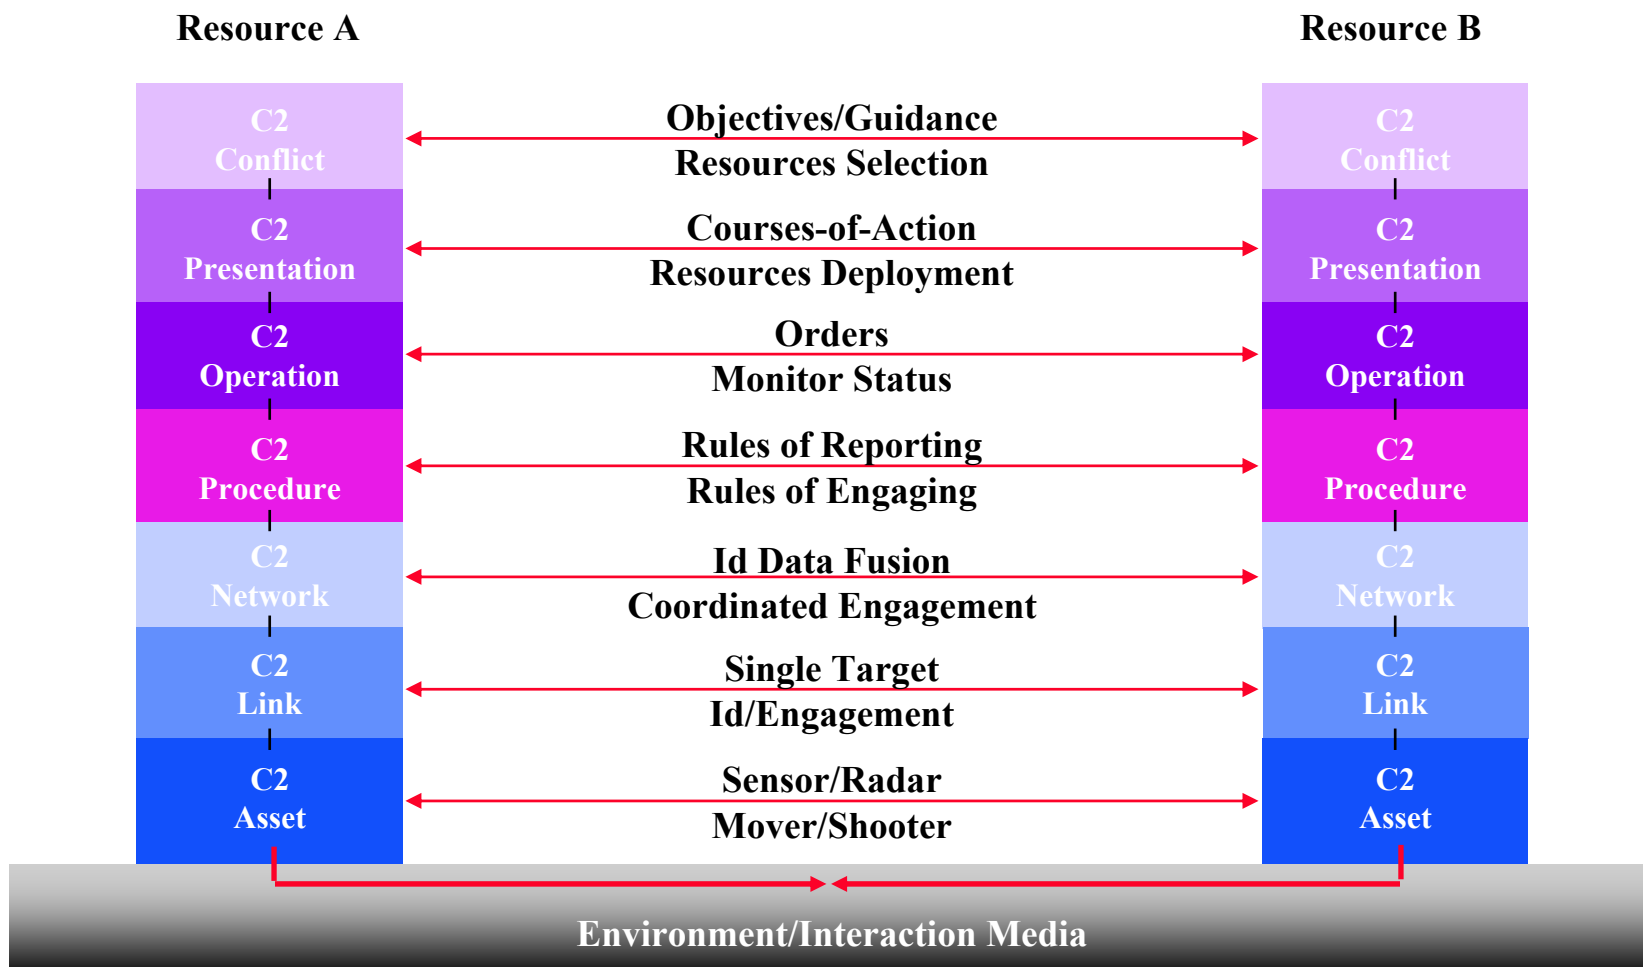 Resource A
Resource B
C2
Conflict
Objectives/Guidance
Resources Selection
C2
Conflict
C2
Presentation
Courses-of-Action
Resources Deployment
C2
Presentation
C2
Operation
Orders
Monitor Status
C2
Operation
C2
Procedure
Rules of Reporting
Rules of Engaging
C2
Procedure
C2
Network
Id Data Fusion
Coordinated Engagement
C2
Network
C2
Link
Single Target
Id/Engagement
C2
Link
C2
Asset
Sensor/Radar
Mover/Shooter
C2
Asset
Environment/Interaction Media